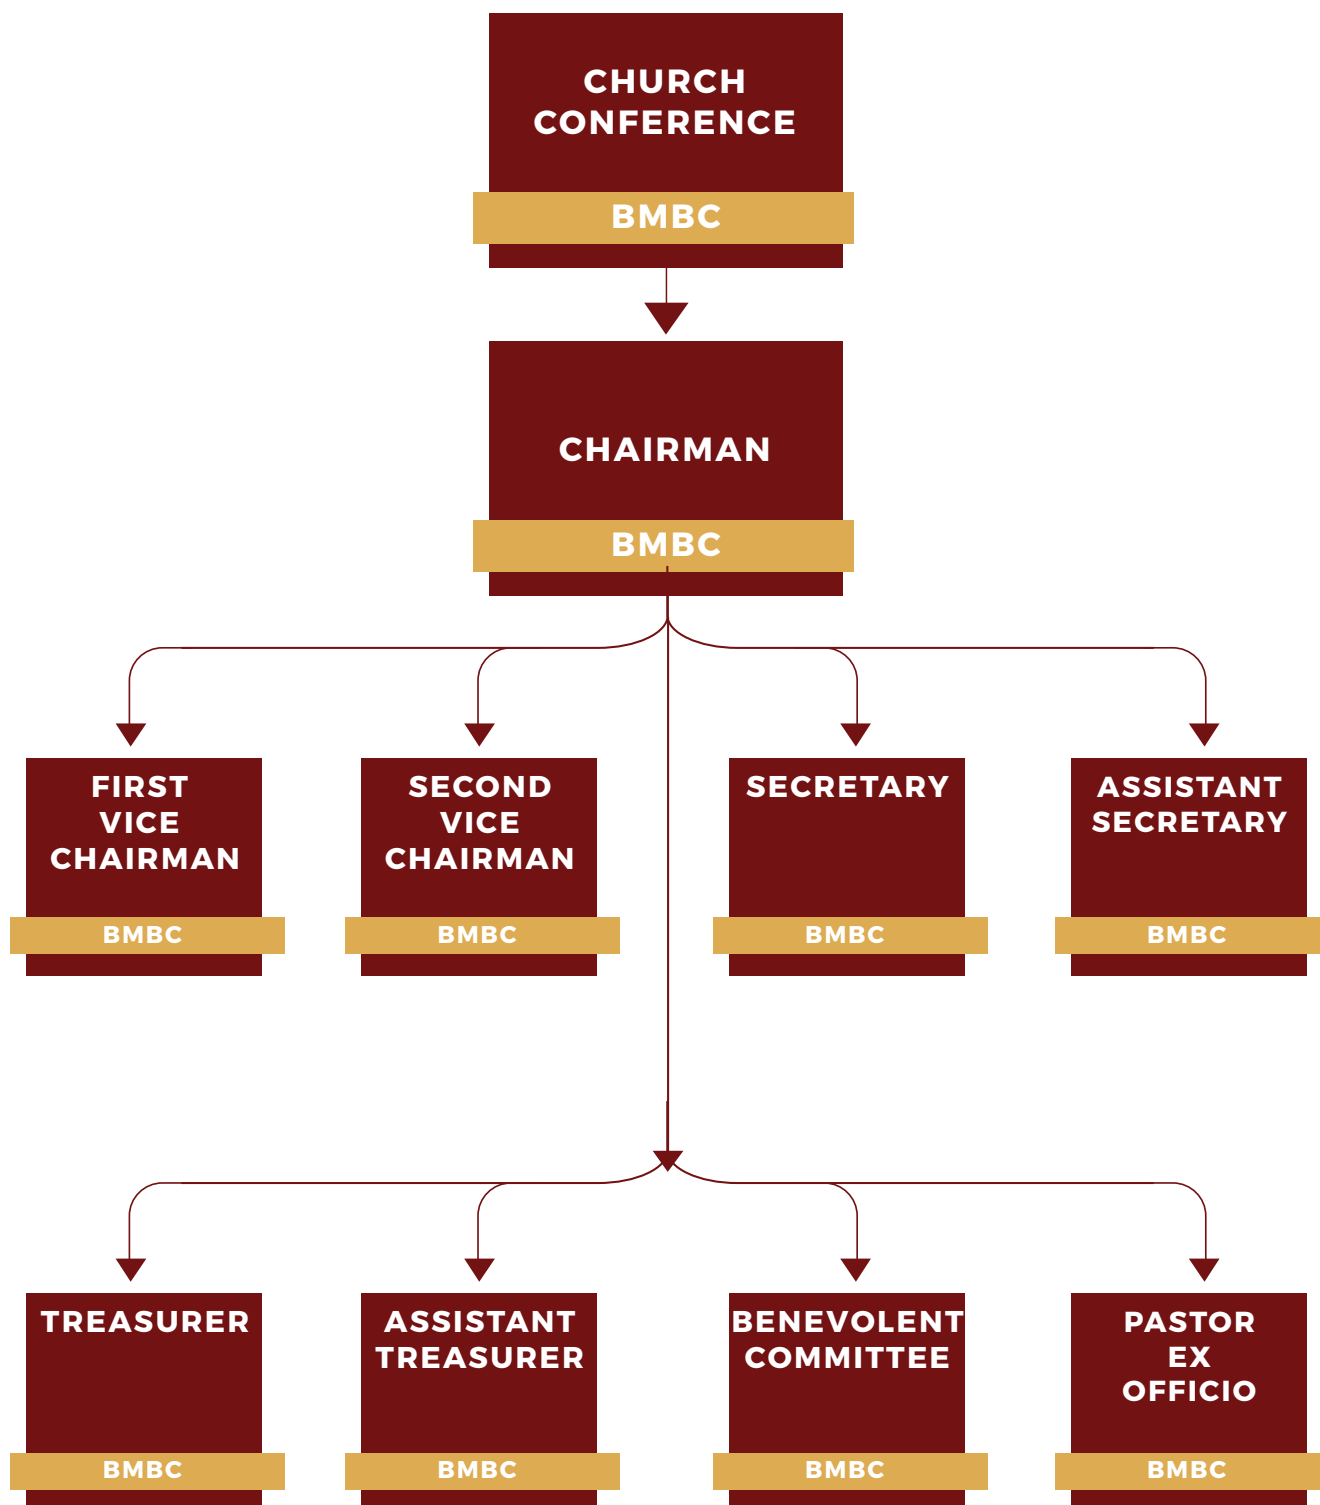 CHURCH
CONFERENCE
BMBC
CHAIRMAN
BMBC
FIRST
VICE
CHAIRMAN
BMBC
SECOND
VICE
CHAIRMAN
BMBC
SECRETARY
BMBC
ASSISTANT
SECRETARY
BMBC
TREASURER
BMBC
ASSISTANT
TREASURER
BMBC
BENEVOLENT
COMMITTEE
BMBC
PASTOR
EX
OFFICIO
BMBC